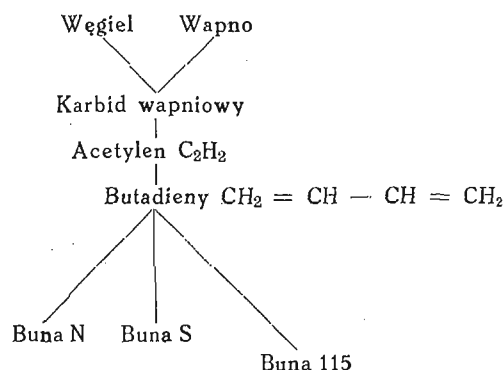 Węgiel Wapno
Karbid wapniowy
Acetylen C₂H₂
Butadieny CH₂ = CH — CH = CH₂
Buna N Buna S
Buna 115